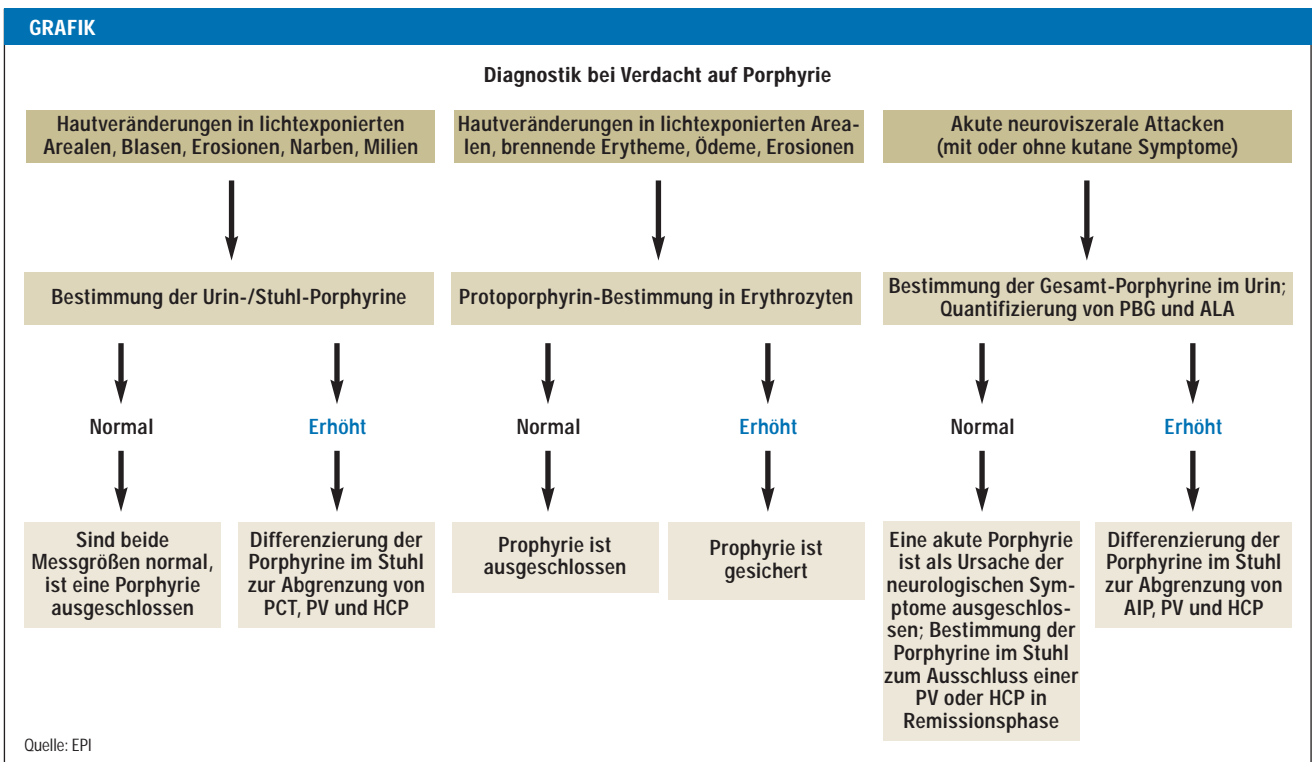 GRAFIK
Diagnostik bei Verdacht auf Porphyrie
Hautveränderungen in lichtexponierten
Arealen, Blasen, Erosionen, Narben, Milien
Hautveränderungen in lichtexponierten Area-
len, brennende Erytheme, Ödeme, Erosionen
Akute neuroviszerale Attacken
(mit oder ohne kutane Symptome)
Bestimmung der Urin-/Stuhl-Porphyrine
Protoporphyrin-Bestimmung in Erythrozyten
Bestimmung der Gesamt-Porphyrine im Urin;
Quantifizierung von PBG und ALA
Normal
Erhöht
Normal
Erhöht
Normal
Erhöht
Sind beide
Messgrößen normal,
ist eine Porphyrie
ausgeschlossen
Differenzierung der
Porphyrine im Stuhl
zur Abgrenzung von
PCT, PV und HCP
Prophyrie ist
ausgeschlossen
Prophyrie ist
gesichert
Eine akute Porphyrie
ist als Ursache der
neurologischen Sym-
ptome ausgeschlos-
sen; Bestimmung der
Porphyrine im Stuhl
zum Ausschluss einer
PV oder HCP in
Remissionsphase
Differenzierung der
Porphyrine im Stuhl
zur Abgrenzung von
AIP, PV und HCP
Quelle: EPI